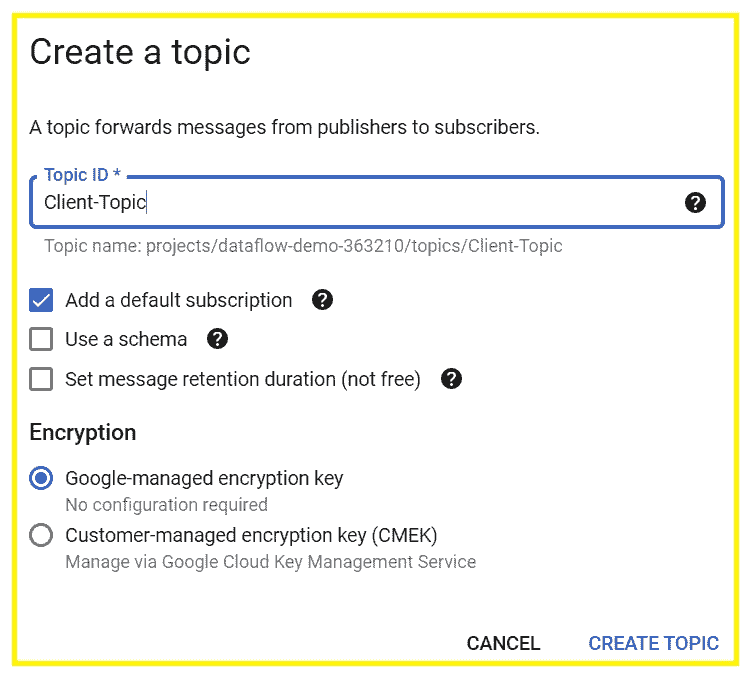 Create a topic
A topic forwards messages from publishers to subscribers.
Topic ID *
Client-Topic
Topic name: projects/dataflow-demo-363210/topics/Client-Topic
Add a default subscription
Use a schema
Set message retention duration (not free)
Encryption
Google-managed encryption key
No configuration required
Customer-managed encryption key (CMEK)
Manage via Google Cloud Key Management Service
CANCEL CREATE TOPIC